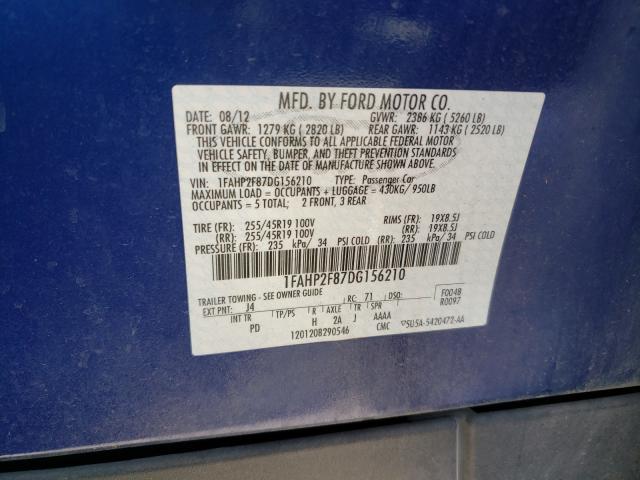 MFD. BY FORD MOTOR CO.
DATE: 08/12 GVWR: 2386 KG ( 5260 LB)
FRONT GAWR: 1279 KG ( 2820 LB) REAR GAWR: 1143 KG ( 2520 LB)
THIS VEHICLE CONFORMS TO ALL APPLICABLE FEDERAL MOTOR
VEHICLE SAFETY, BUMPER, AND THEFT PREVENTION STANDARDS
IN EFFECT ON THE DATE OF MANUFACTURE SHOWN ABOVE.
VIN: 1FAHP2F87DG156210 TYPE: Passenger Car
MAXIMUM LOAD = OCCUPANTS + LUGGAGE = 430KG/ 950LB
OCCUPANTS = 5 TOTAL; 2 FRONT, 3 REAR
TIRE (FR): 255/45R19 100V RIMS (FR): 19X8.5J
(RR): 255/45R19 100V (RR): 19X8.5J
PRESSURE (FR): 235 kPa/ 34 PSI COLD (RR): 235 kPa/ 34 PSI COLD
1FAHP2F87DG156210
TRAILER TOWING - SEE OWNER GUIDE
EXT PNT: J4 RC: 71 DSO: F0048
INT TR TP/PS R AXLE TR SPR R0097
PD H 2A J AAAA
1201208290546 CMC 5U5A-5420472-AA